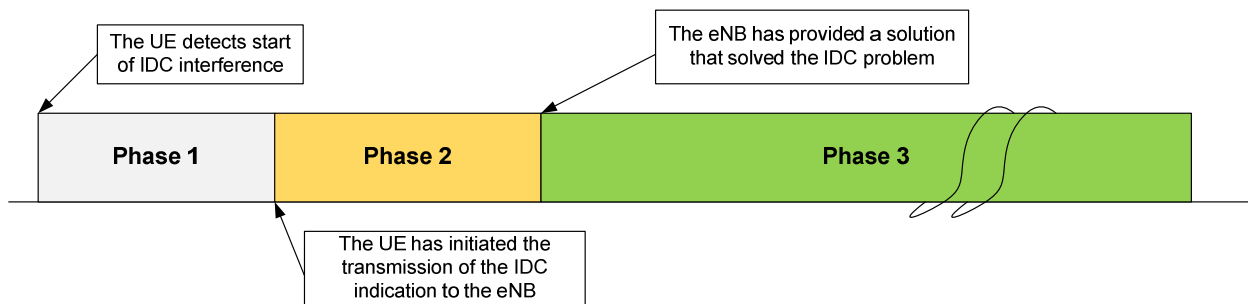 The UE detects start
of IDC interference
The eNB has provided a solution
that solved the IDC problem
Phase 1
Phase 2
Phase 3
The UE has initiated the
transmission of the IDC
indication to the eNB